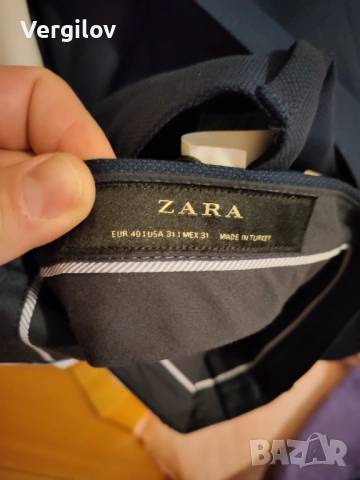 Vergilov
ZARA
EUR 40 | USA 31 | MEX 31 MADE IN TURKEY
BAZAR